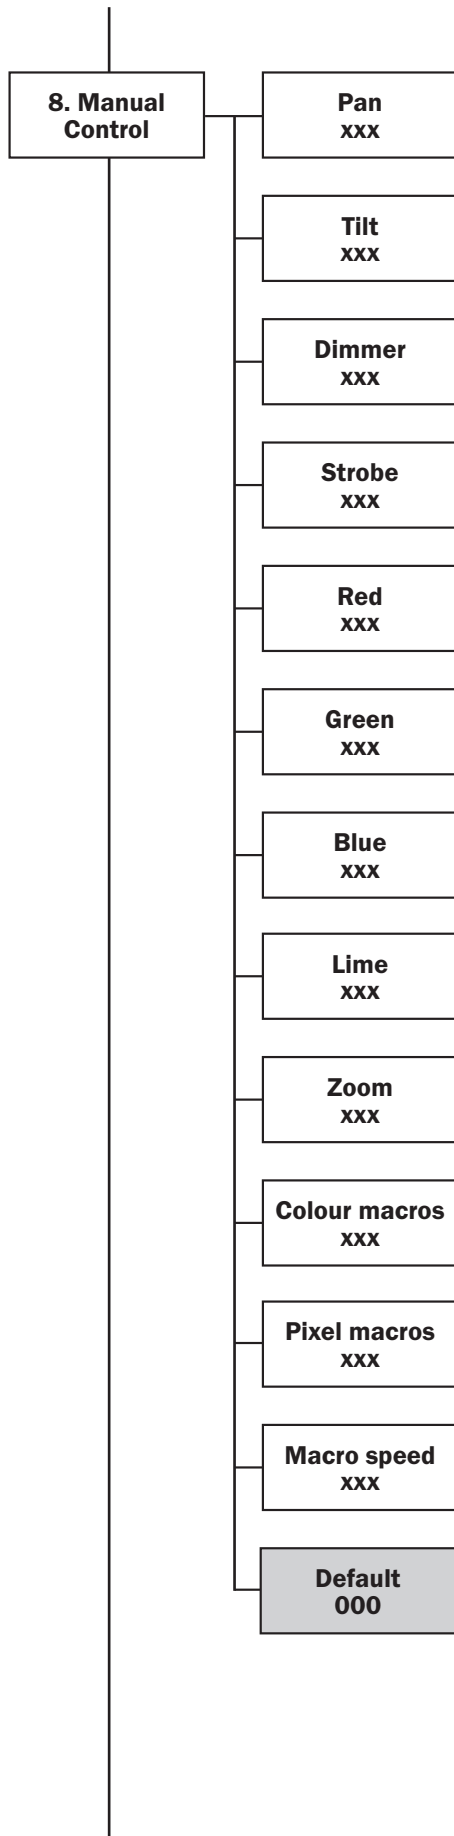 8. Manual
Control
Pan
xxx
Tilt
xxx
Dimmer
xxx
Strobe
xxx
Red
xxx
Green
xxx
Blue
xxx
Lime
xxx
Zoom
xxx
Colour macros
xxx
Pixel macros
xxx
Macro speed
xxx
Default
000